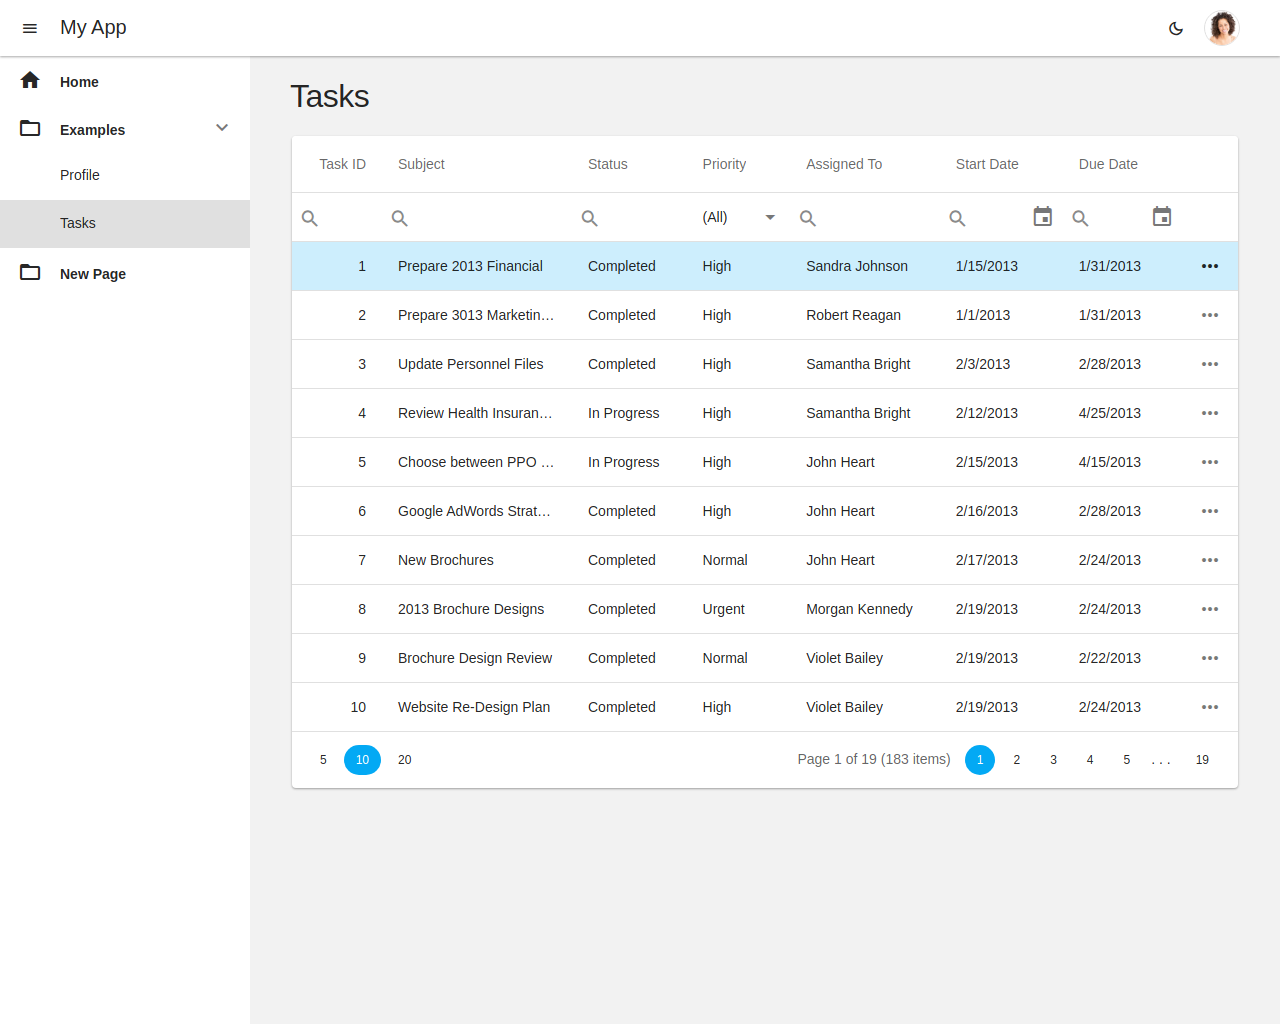 My App
Home
Examples
Profile
Tasks
New Page
Tasks
Task ID Subject Status Priority Assigned To Start Date Due Date
(All)
1 Prepare 2013 Financial Completed High Sandra Johnson 1/15/2013 1/31/2013
2 Prepare 3013 Marketin… Completed High Robert Reagan 1/1/2013 1/31/2013
3 Update Personnel Files Completed High Samantha Bright 2/3/2013 2/28/2013
4 Review Health Insuran… In Progress High Samantha Bright 2/12/2013 4/25/2013
5 Choose between PPO … In Progress High John Heart 2/15/2013 4/15/2013
6 Google AdWords Strat… Completed High John Heart 2/16/2013 2/28/2013
7 New Brochures Completed Normal John Heart 2/17/2013 2/24/2013
8 2013 Brochure Designs Completed Urgent Morgan Kennedy 2/19/2013 2/24/2013
9 Brochure Design Review Completed Normal Violet Bailey 2/19/2013 2/22/2013
10 Website Re-Design Plan Completed High Violet Bailey 2/19/2013 2/24/2013
5 10 20 Page 1 of 19 (183 items) 1 2 3 4 5 . . . 19